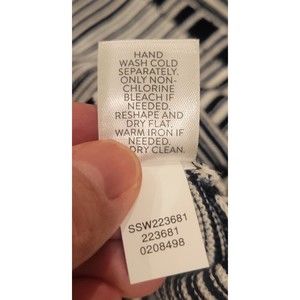 HAND
WASH COLD
SEPARATELY.
ONLY NON-
CHLORINE
BLEACH IF
NEEDED.
RESHAPE AND
DRY FLAT.
WARM IRON IF
NEEDED.
DRY CLEAN.
SSW223681
223681
0208498